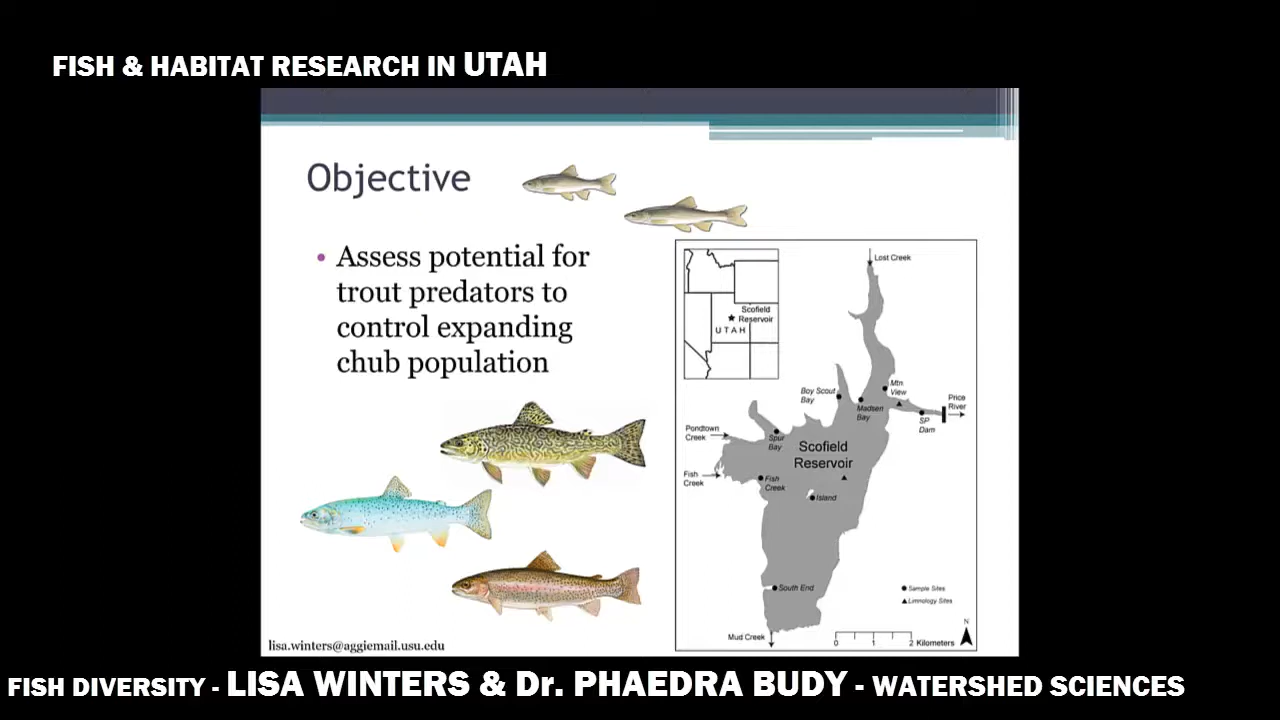 FISH & HABITAT RESEARCH IN UTAH
Objective
• Assess potential for
trout predators to
control expanding
chub population
Lost Creek
Scofield
Reservoir
UTAH
Boy Scout
Bay
Mtn
View
Madsen
Bay
Price
River
SP
Dam
Pondtown
Creek
Spur
Bay
Scofield
Reservoir
Fish
Creek
Fish
Creek
Island
South End
Sample Sites
Limnology Sites
Mud Creek
N
0 1 2 Kilometers
lisa.winters@aggiemail.usu.edu
FISH DIVERSITY - LISA WINTERS & Dr. PHAEDRA BUDY - WATERSHED SCIENCES